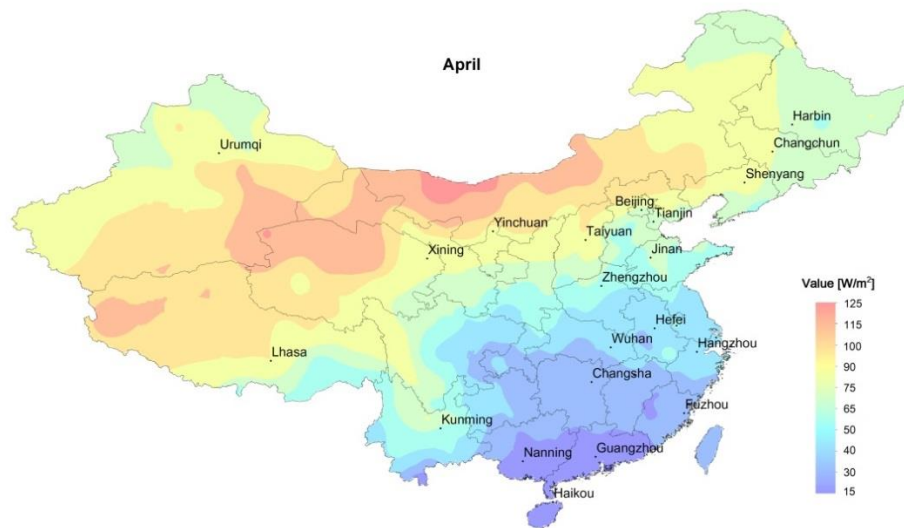 April
Harbin
Urumqi
Changchun
Shenyang
Beijing
Tianjin
Yinchuan
Taiyuan
Xining
Jinan
Zhengzhou
Value [W/m²]
125
115
100
90
75
65
50
40
30
15
Hefei
Wuhan
Hangzhou
Lhasa
Changsha
Fuzhou
Kunming
Nanning
Guangzhou
Haikou